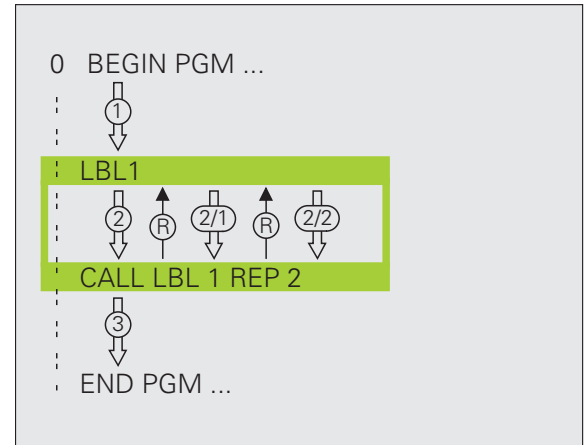 0 BEGIN PGM ...
1
LBL1
2 R 2/1 R 2/2
CALL LBL 1 REP 2
3
END PGM ...